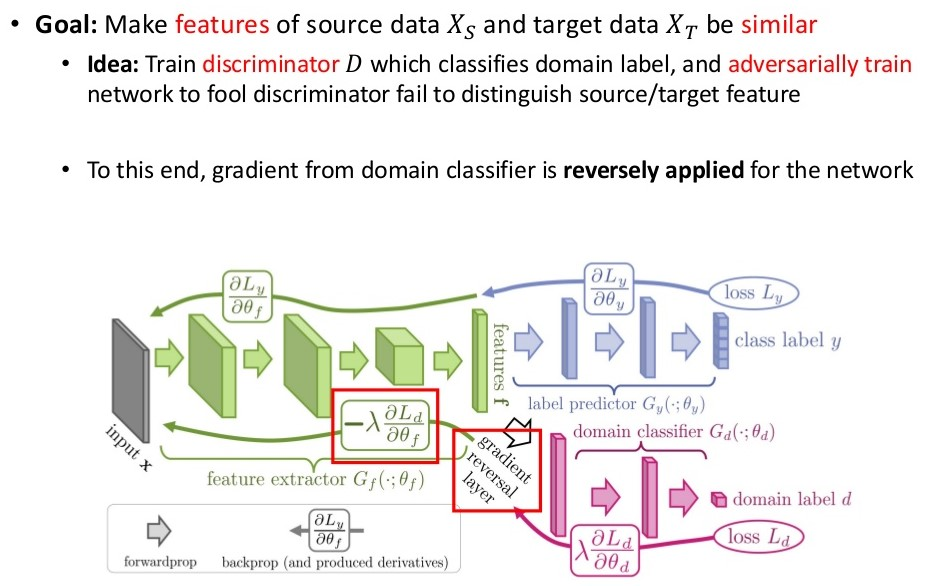 • Goal: Make features of source data X_S and target data X_T be similar
• Idea: Train discriminator D which classifies domain label, and adversarially train
network to fool discriminator fail to distinguish source/target feature
• To this end, gradient from domain classifier is reversely applied for the network
∂L_y/∂θ_f
∂L_y/∂θ_y
loss L_y
features f
class label y
label predictor G_y(·;θ_y)
−λ ∂L_d/∂θ_f
input x
feature extractor G_f(·;θ_f)
gradient
reversal
layer
domain classifier G_d(·;θ_d)
domain label d
λ ∂L_d/∂θ_d
loss L_d
forwardprop
∂L_y/∂θ_f
backprop (and produced derivatives)